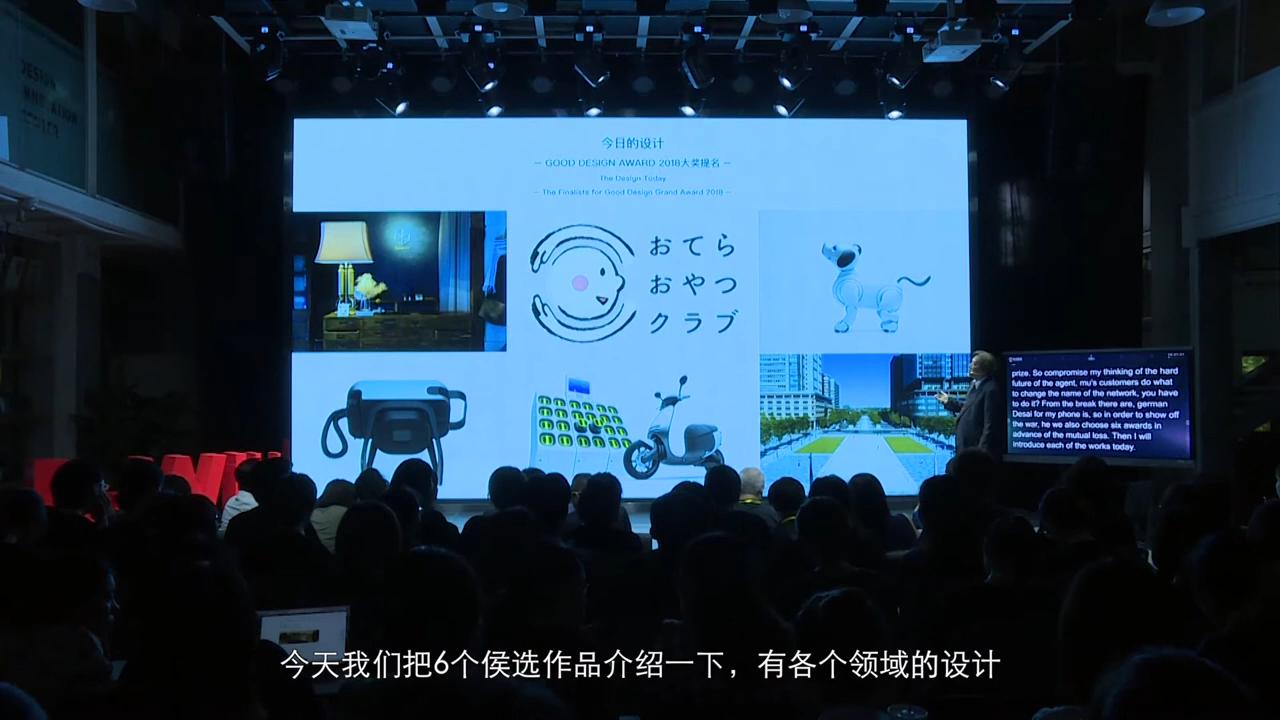 今日的设计
— GOOD DESIGN AWARD 2018大奖提名 —
The Design Today
— The Finalists for Good Design Grand Award 2018 —
おてら
おやつ
クラブ
prize. So compromise my thinking of the hard
future of the agent, mu's customers do what
to change the name of the network, you have
to do it? From the break there are, german
Desai for my phone is, so in order to show off
the war, he we also choose six awards in
advance of the mutual loss. Then I will
introduce each of the works today.
今天我们把6个侯选作品介绍一下，有各个领域的设计